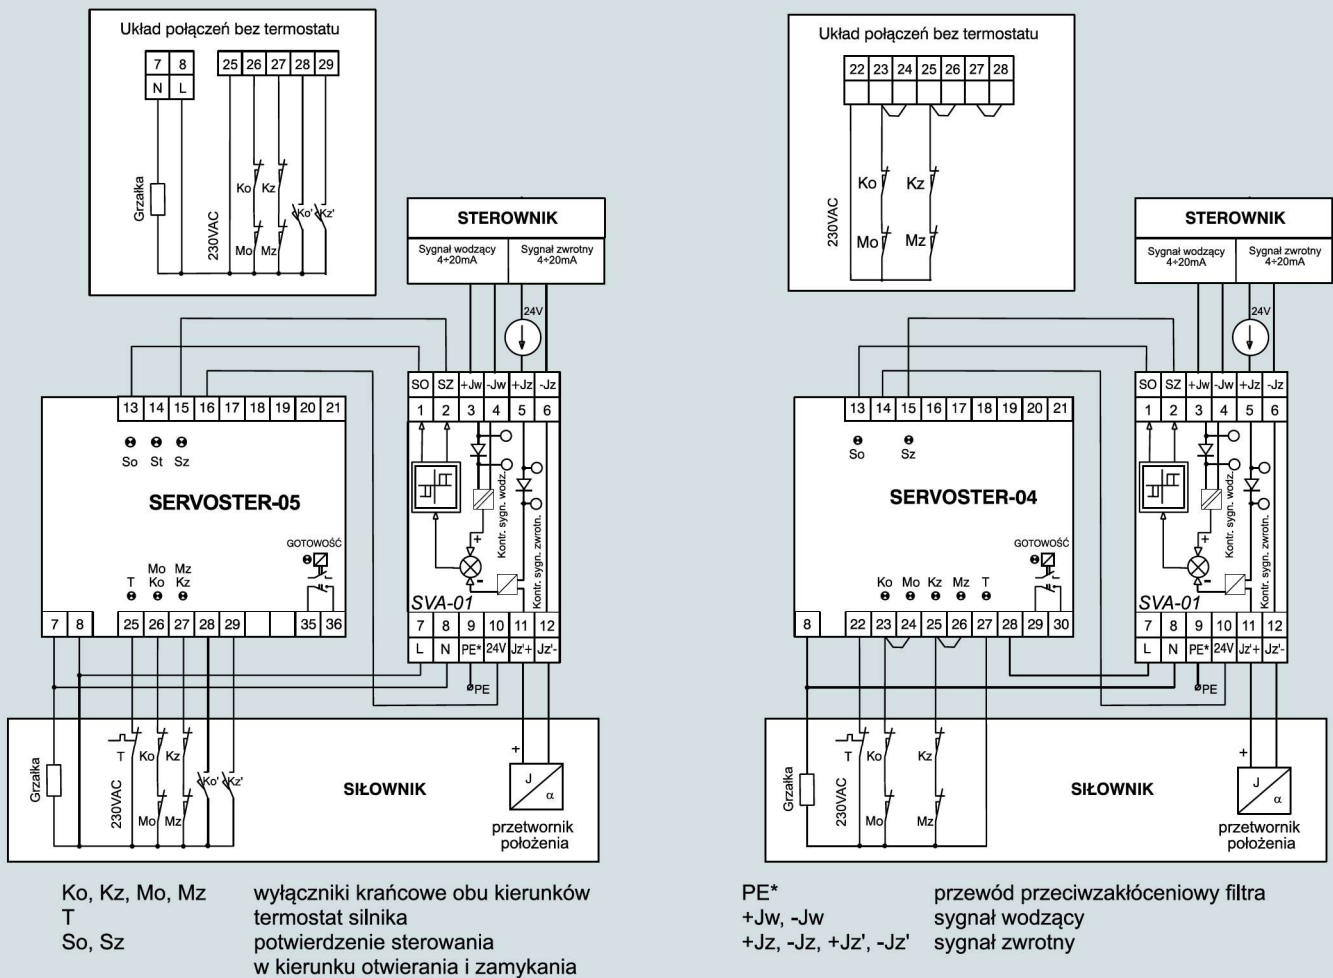 Układ połączeń bez termostatu
7 8
N L
25 26 27 28 29
Grzałka
230VAC
Ko Kz
Ko' Kz'
Mo Mz
STEROWNIK
Sygnał wodzący 4÷20mA
Sygnał zwrotny 4÷20mA
24V
SO SZ +Jw -Jw +Jz -Jz
1 2 3 4 5 6
13 14 15 16 17 18 19 20 21
So St Sz
SERVOSTER-05
GOTOWOŚĆ
Mo Mz
T Ko Kz
7 8 25 26 27 28 29 35 36
Kontr. sygn. wodz.
Kontr. sygn. zwrotn.
+
-
SVA-01
7 8 9 10 11 12
L N PE* 24V Jz'+ Jz'-
PE
Grzałka
230VAC
T Ko Kz
Ko' Kz'
Mo Mz
SIŁOWNIK
+
J
α
przetwornik
położenia
Układ połączeń bez termostatu
22 23 24 25 26 27 28
230VAC
Ko Kz
Mo Mz
STEROWNIK
Sygnał wodzący 4÷20mA
Sygnał zwrotny 4÷20mA
24V
SO SZ +Jw -Jw +Jz -Jz
1 2 3 4 5 6
13 14 15 16 17 18 19 20 21
So Sz
SERVOSTER-04
GOTOWOŚĆ
Ko Mo Kz Mz T
8 22 23 24 25 26 27 28 29 30
Kontr. sygn. wodz.
Kontr. sygn. zwrotn.
+
-
SVA-01
7 8 9 10 11 12
L N PE* 24V Jz'+ Jz'-
PE
Grzałka
230VAC
T Ko Kz
Mo Mz
SIŁOWNIK
+
J
α
przetwornik
położenia
Ko, Kz, Mo, Mz wyłączniki krańcowe obu kierunków
T termostat silnika
So, Sz potwierdzenie sterowania
w kierunku otwierania i zamykania
PE* przewód przeciwzakłóceniowy filtra
+Jw, -Jw sygnał wodzący
+Jz, -Jz, +Jz', -Jz' sygnał zwrotny